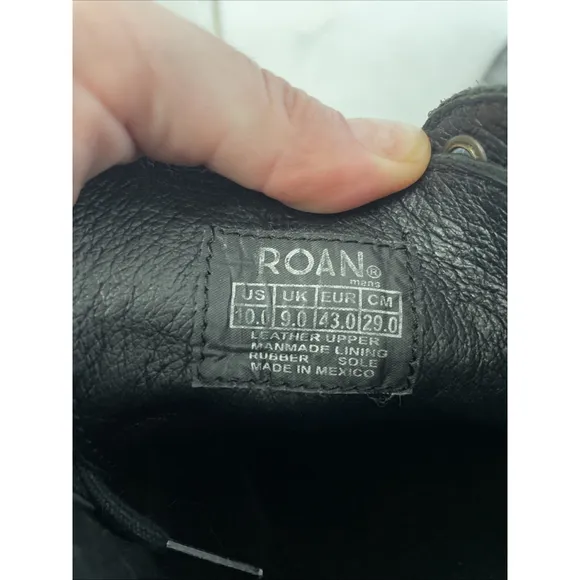 ROAN®
mens
US UK EUR CM
10.0 9.0 43.0 29.0
LEATHER UPPER
MANMADE LINING
RUBBER SOLE
MADE IN MEXICO